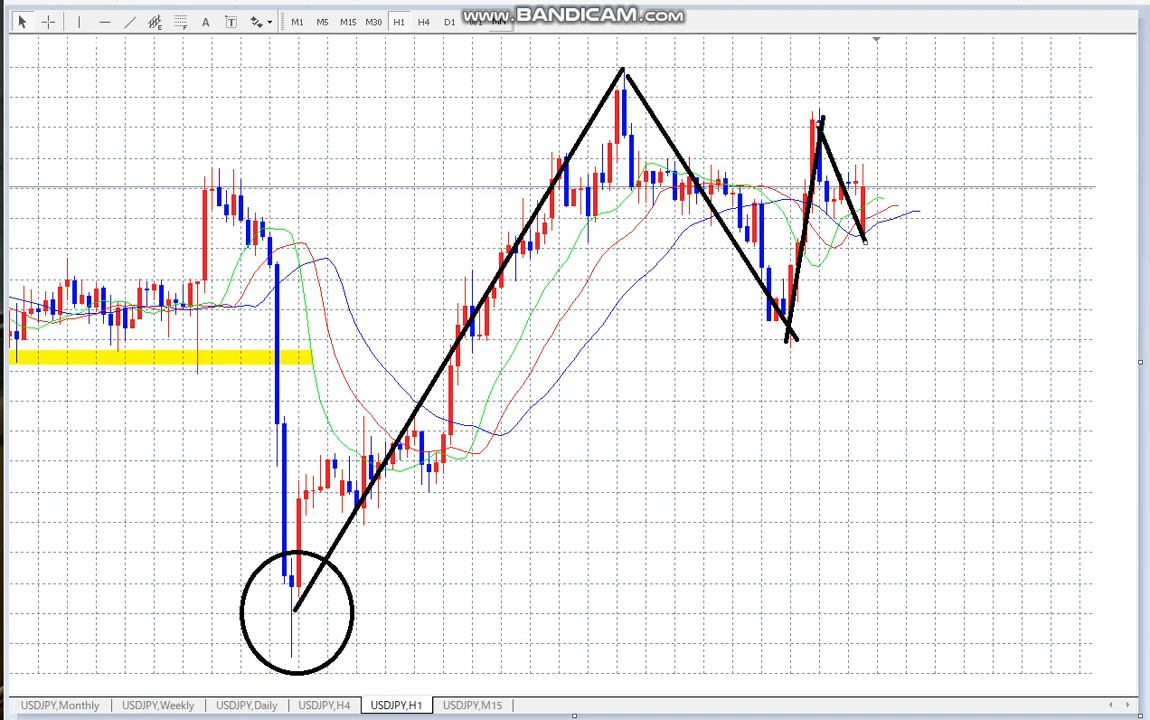 www.BANDICAM.com
A T M1 M5 M15 M30 H1 H4 D1
USDJPY,Monthly USDJPY,Weekly USDJPY,Daily USDJPY,H4 USDJPY,H1 USDJPY,M15